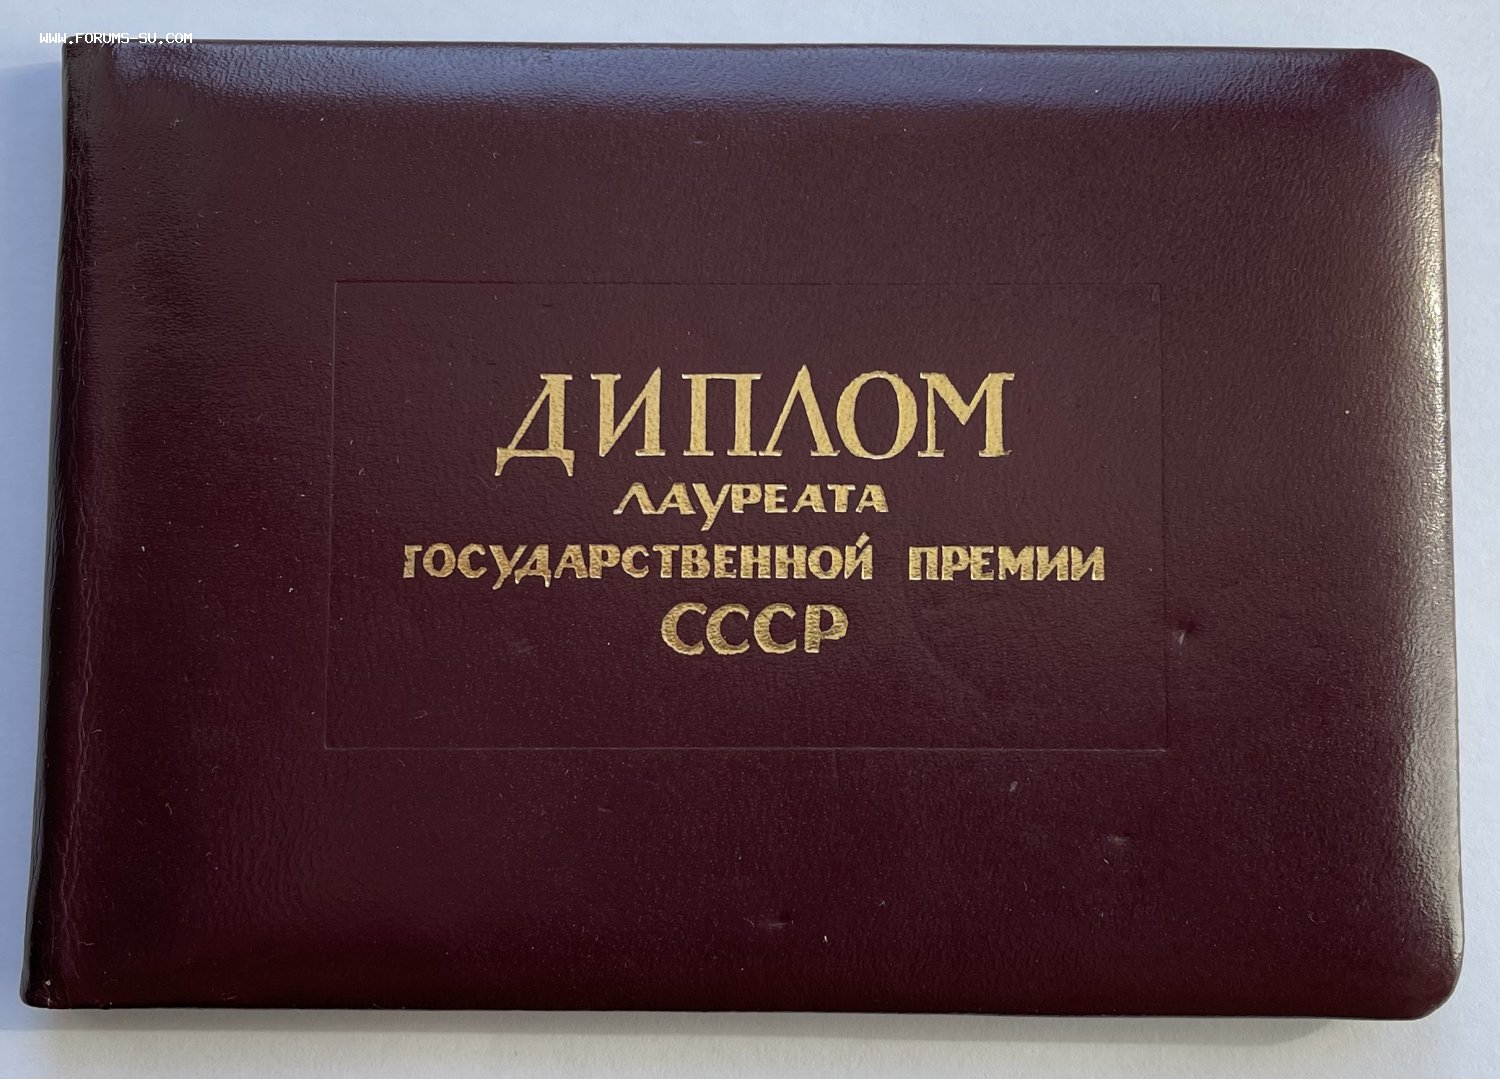 WWW.FORUMS-SU.COM
ДИПЛОМ
ЛАУРЕАТА
ГОСУДАРСТВЕННОЙ ПРЕМИИ
СССР